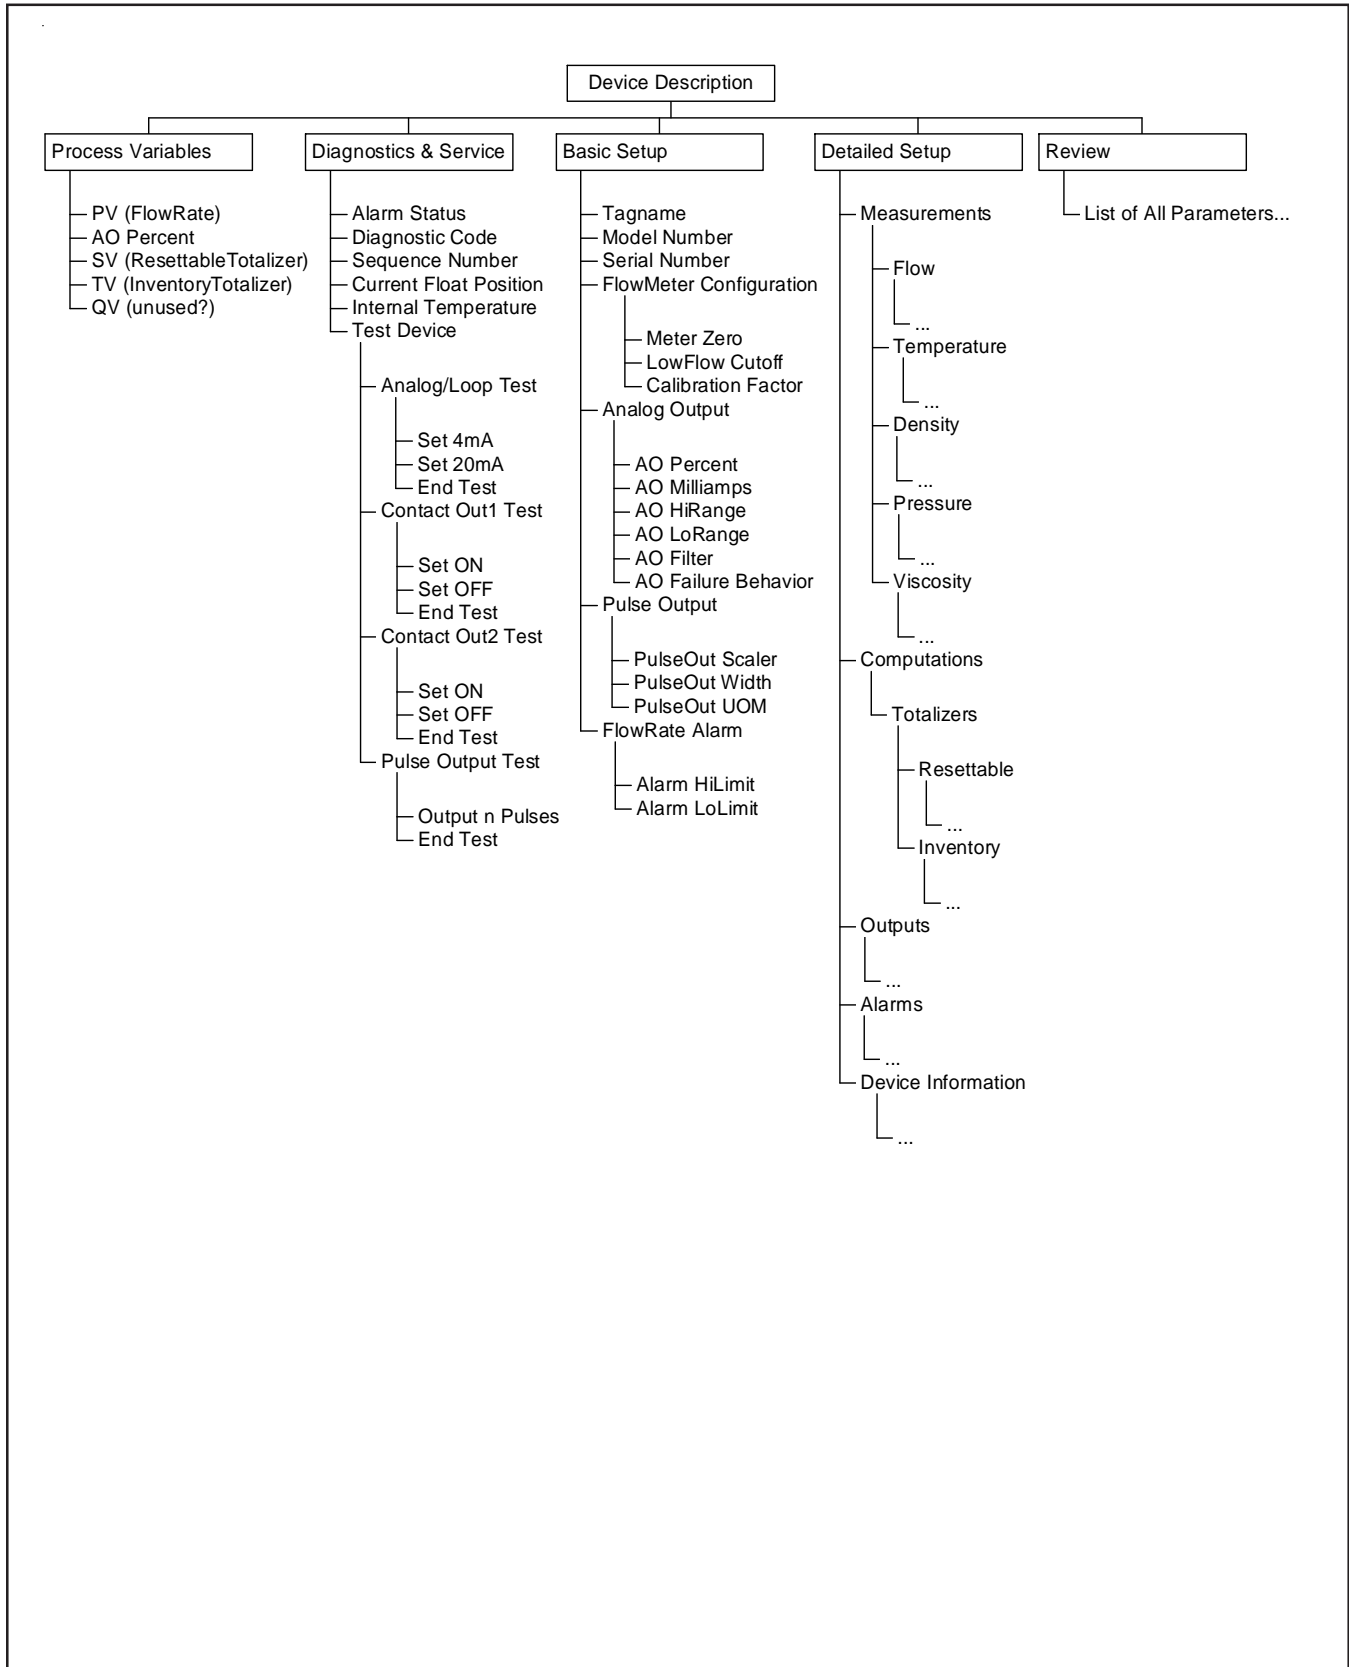 Device Description
Process Variables
PV (FlowRate)
AO Percent
SV (ResettableTotalizer)
TV (InventoryTotalizer)
QV (unused?)
Diagnostics & Service
Alarm Status
Diagnostic Code
Sequence Number
Current Float Position
Internal Temperature
Test Device
Analog/Loop Test
Set 4mA
Set 20mA
End Test
Contact Out1 Test
Set ON
Set OFF
End Test
Contact Out2 Test
Set ON
Set OFF
End Test
Pulse Output Test
Output n Pulses
End Test
Basic Setup
Tagname
Model Number
Serial Number
FlowMeter Configuration
Meter Zero
LowFlow Cutoff
Calibration Factor
Analog Output
AO Percent
AO Milliamps
AO HiRange
AO LoRange
AO Filter
AO Failure Behavior
Pulse Output
PulseOut Scaler
PulseOut Width
PulseOut UOM
FlowRate Alarm
Alarm HiLimit
Alarm LoLimit
Detailed Setup
Measurements
Flow
...
Temperature
...
Density
...
Pressure
...
Viscosity
...
Computations
Totalizers
Resettable
...
Inventory
...
Outputs
...
Alarms
...
Device Information
...
Review
List of All Parameters...